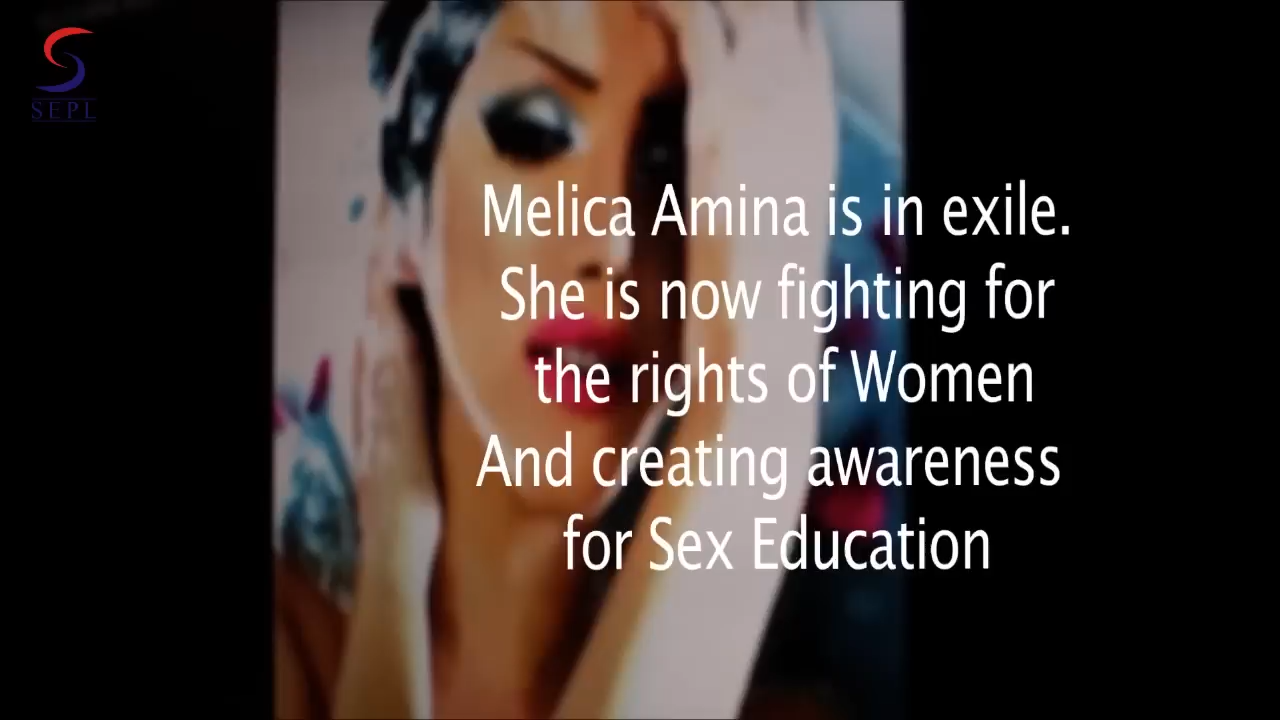 SEPL
Melica Amina is in exile.
She is now fighting for
the rights of Women
And creating awareness
for Sex Education